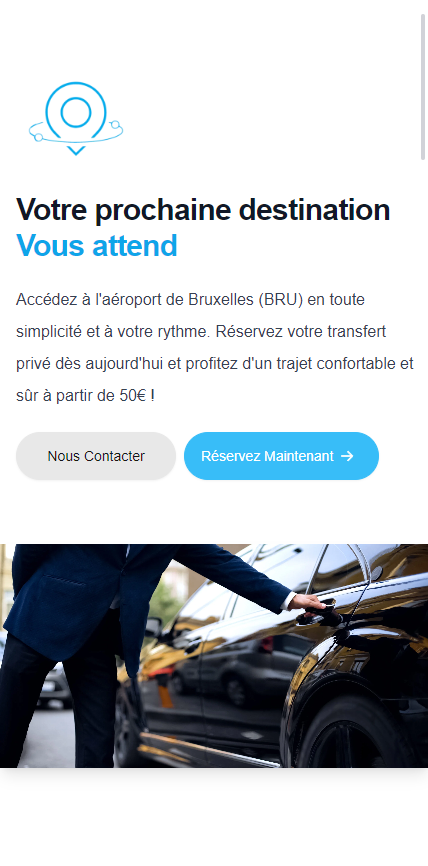 Votre prochaine destination
Vous attend
Accédez à l'aéroport de Bruxelles (BRU) en toute
simplicité et à votre rythme. Réservez votre transfert
privé dès aujourd'hui et profitez d'un trajet confortable et
sûr à partir de 50€ !
Nous Contacter
Réservez Maintenant →